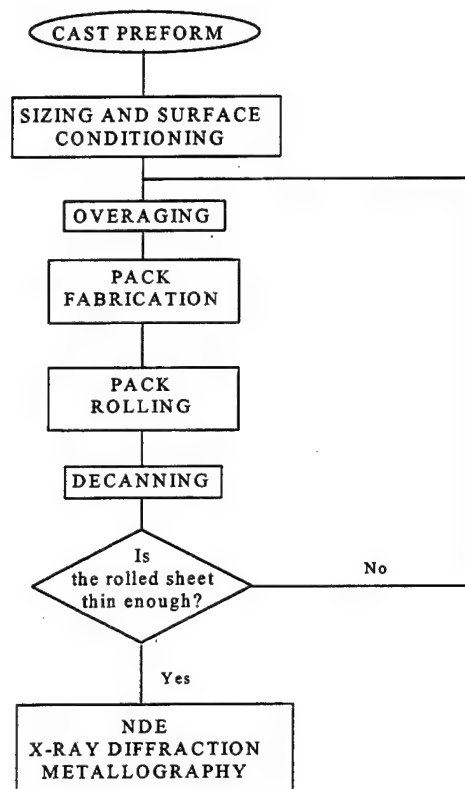 CAST PREFORM
SIZING AND SURFACE
CONDITIONING
OVERAGING
PACK
FABRICATION
PACK
ROLLING
DECANNING
Is
the rolled sheet
thin enough?
No
Yes
NDE
X-RAY DIFFRACTION
METALLOGRAPHY